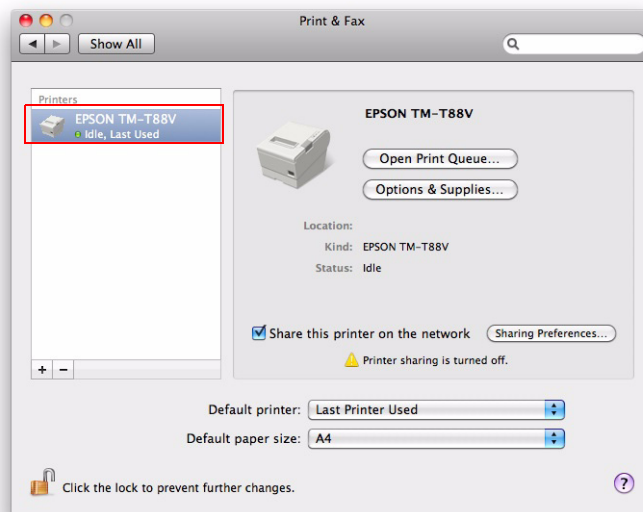 Print & Fax
Show All
Printers
EPSON TM-T88V
Idle, Last Used
EPSON TM-T88V
Open Print Queue...
Options & Supplies...
Location:
Kind: EPSON TM-T88V
Status: Idle
Share this printer on the network Sharing Preferences...
Printer sharing is turned off.
+ −
Default printer: Last Printer Used
Default paper size: A4
Click the lock to prevent further changes.
?